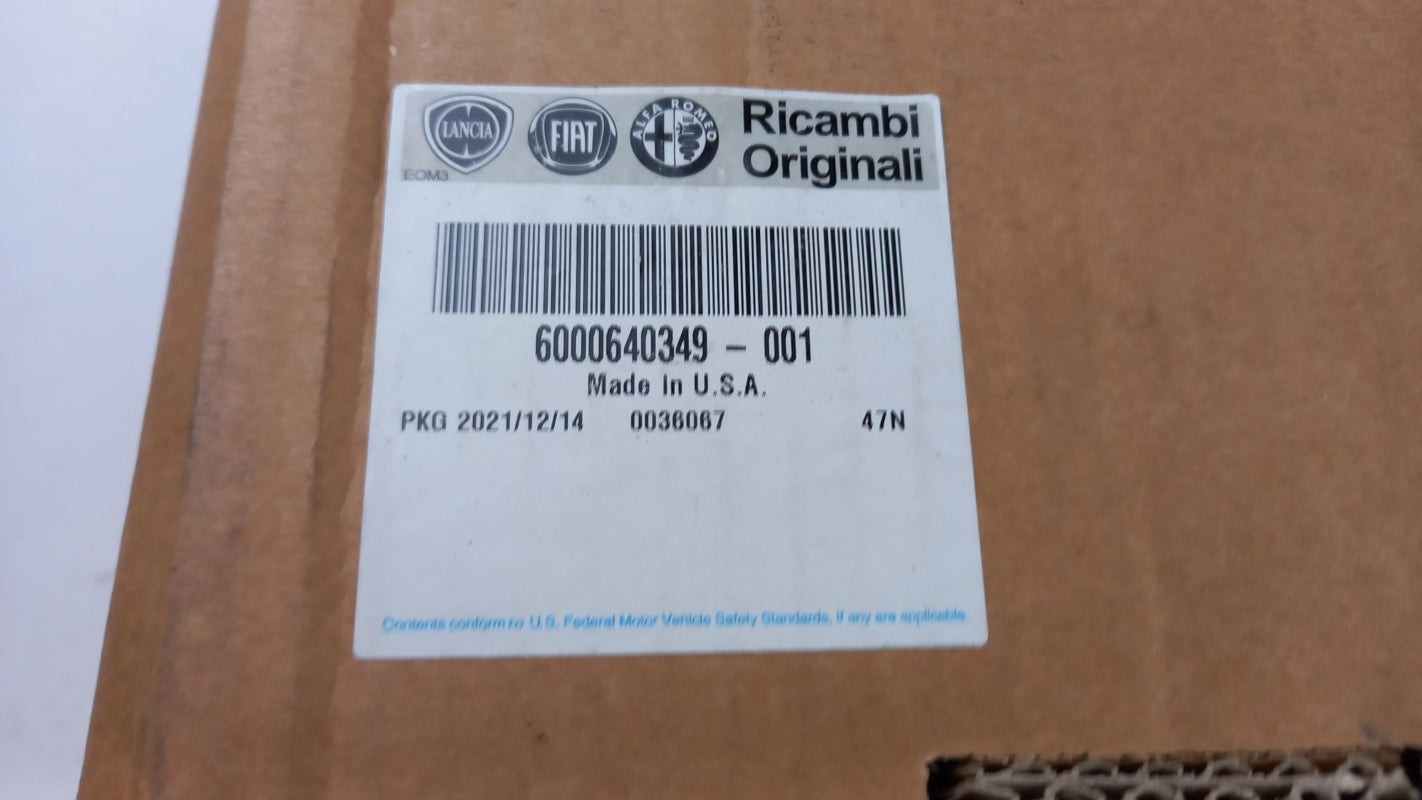 LANCIA
FIAT
ALFA ROMEO
Ricambi
Originali
EOM3
6000640349 - 001
Made in U.S.A.
PKG 2021/12/14 0036067 47N
Contents conform to U.S. Federal Motor Vehicle Safety Standards, if any are applicable.